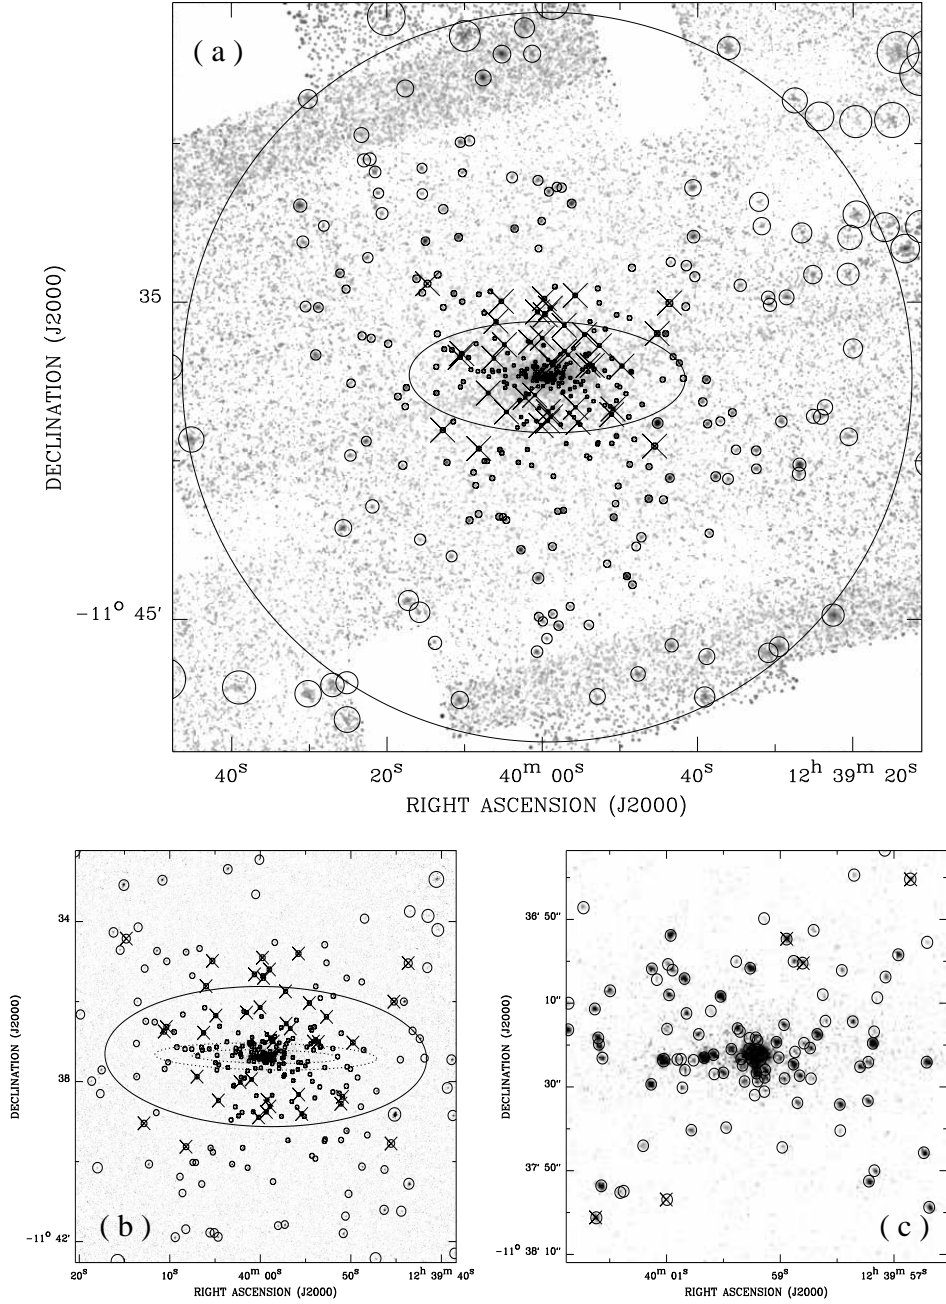 ( a )
DECLINATION (J2000)
35
-11° 45'
40ˢ 20ˢ 40ᵐ 00ˢ 40ˢ 12ʰ 39ᵐ 20ˢ
RIGHT ASCENSION (J2000)
DECLINATION (J2000)
34
38
-11° 42'
( b )
20ˢ 10ˢ 40ᵐ 00ˢ 50ˢ 12ʰ 39ᵐ 40ˢ
RIGHT ASCENSION (J2000)
DECLINATION (J2000)
36' 50"
10"
30"
37' 50"
-11° 38' 10"
( c )
40ᵐ 01ˢ 59ˢ 12ʰ 39ᵐ 57ˢ
RIGHT ASCENSION (J2000)